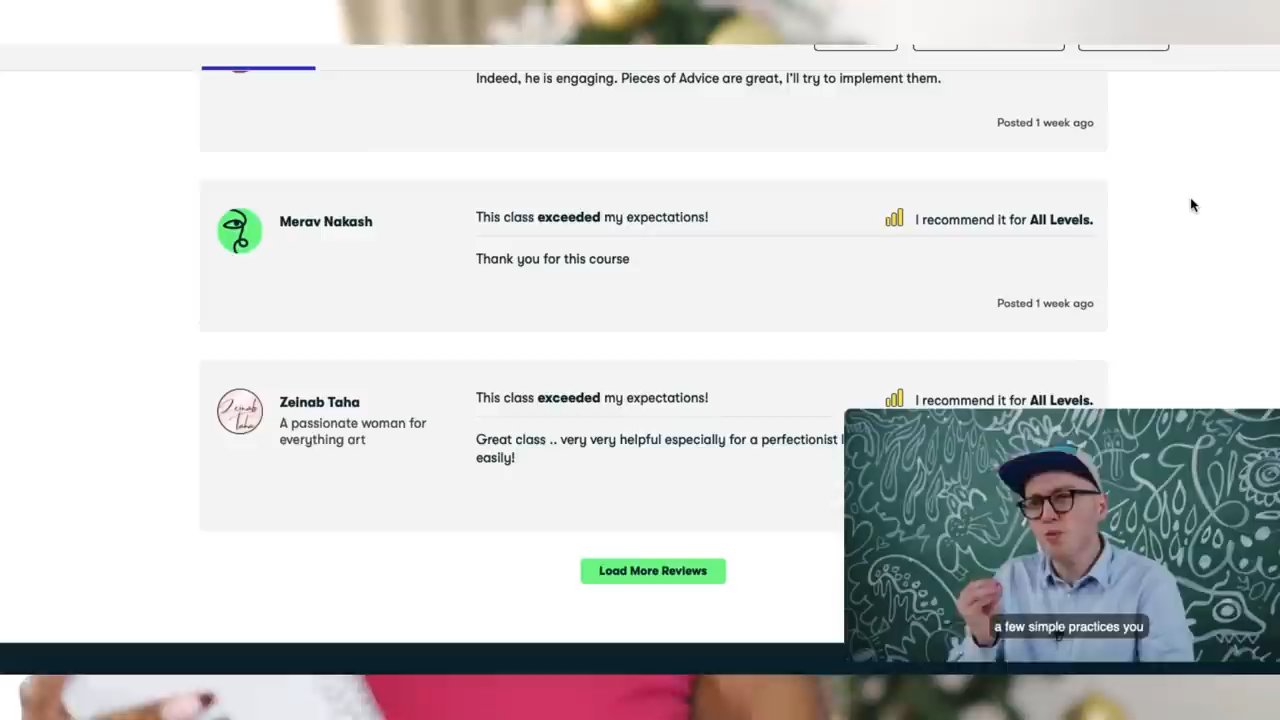 Indeed, he is engaging. Pieces of Advice are great, I'll try to implement them.
Posted 1 week ago
Merav Nakash
This class exceeded my expectations!
I recommend it for All Levels.
Thank you for this course
Posted 1 week ago
Zeinab Taha
A passionate woman for
everything art
This class exceeded my expectations!
I recommend it for All Levels.
Great class .. very very helpful especially for a perfectionist
easily!
Load More Reviews
a few simple practices you
Zeinab
Taha